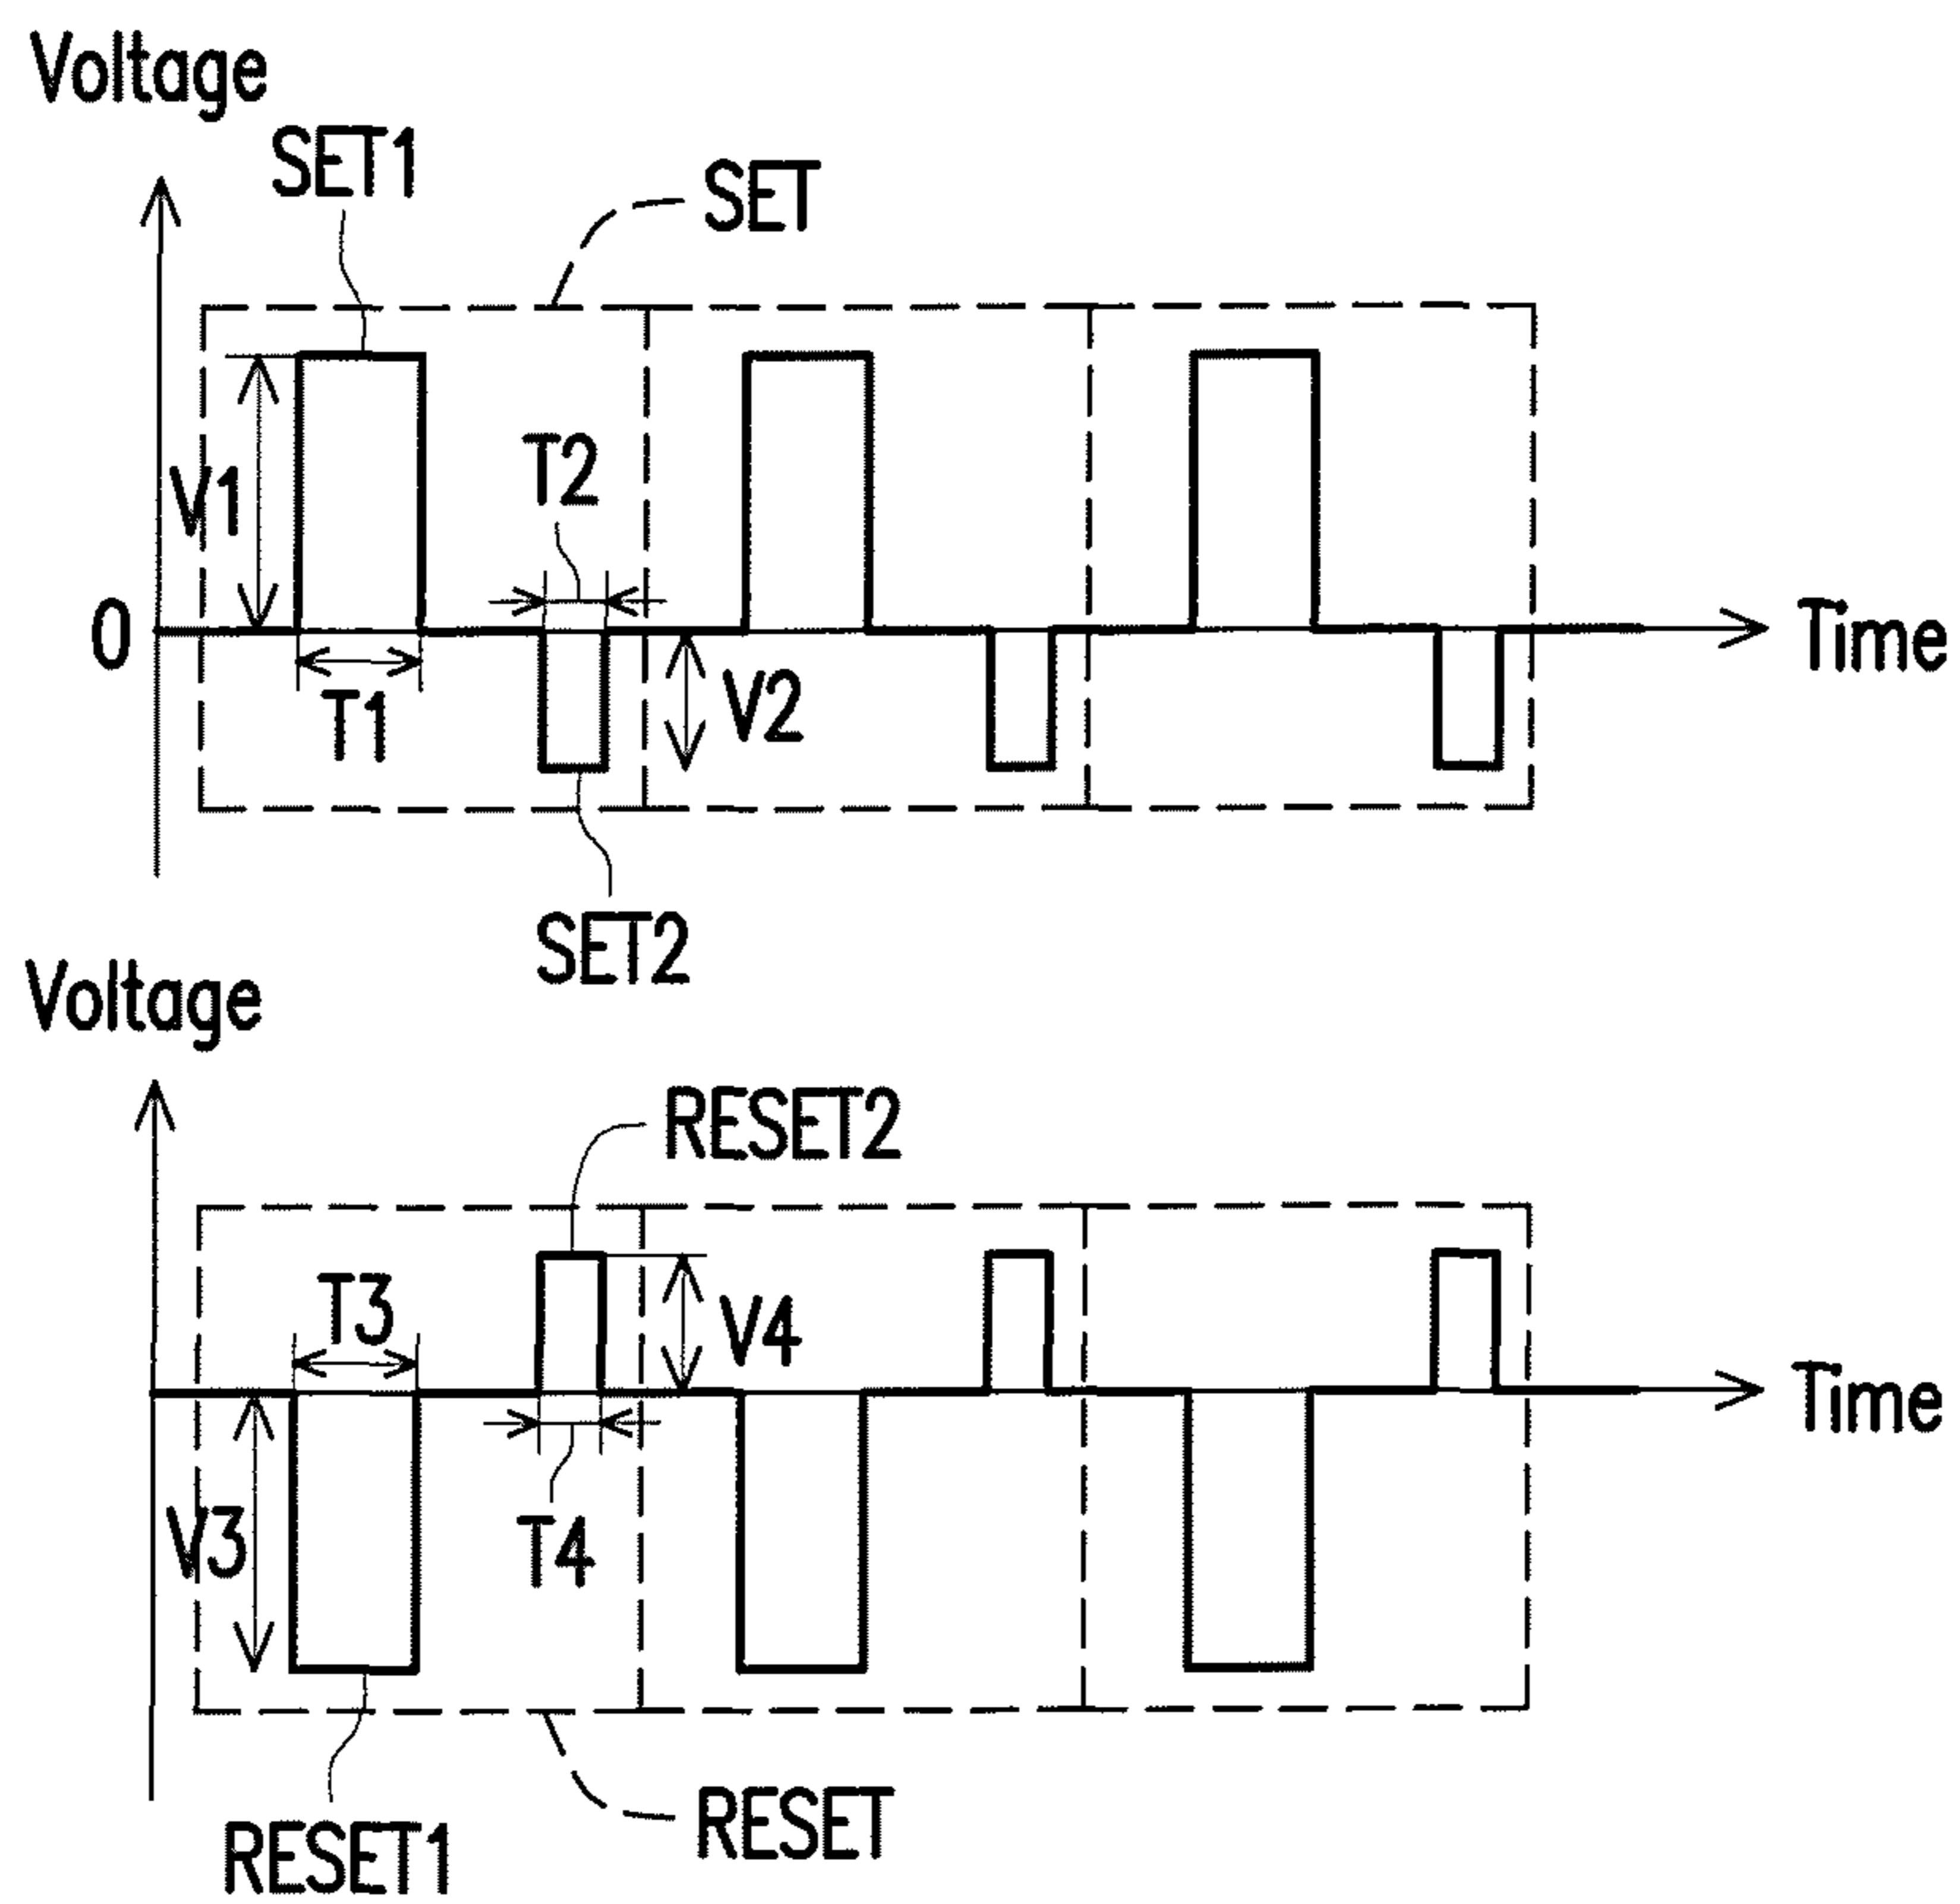 Voltage
SET1
SET
V1
T2
0
Time
T1
V2
SET2
Voltage
RESET2
T3
V4
Time
V3
T4
RESET
RESET1